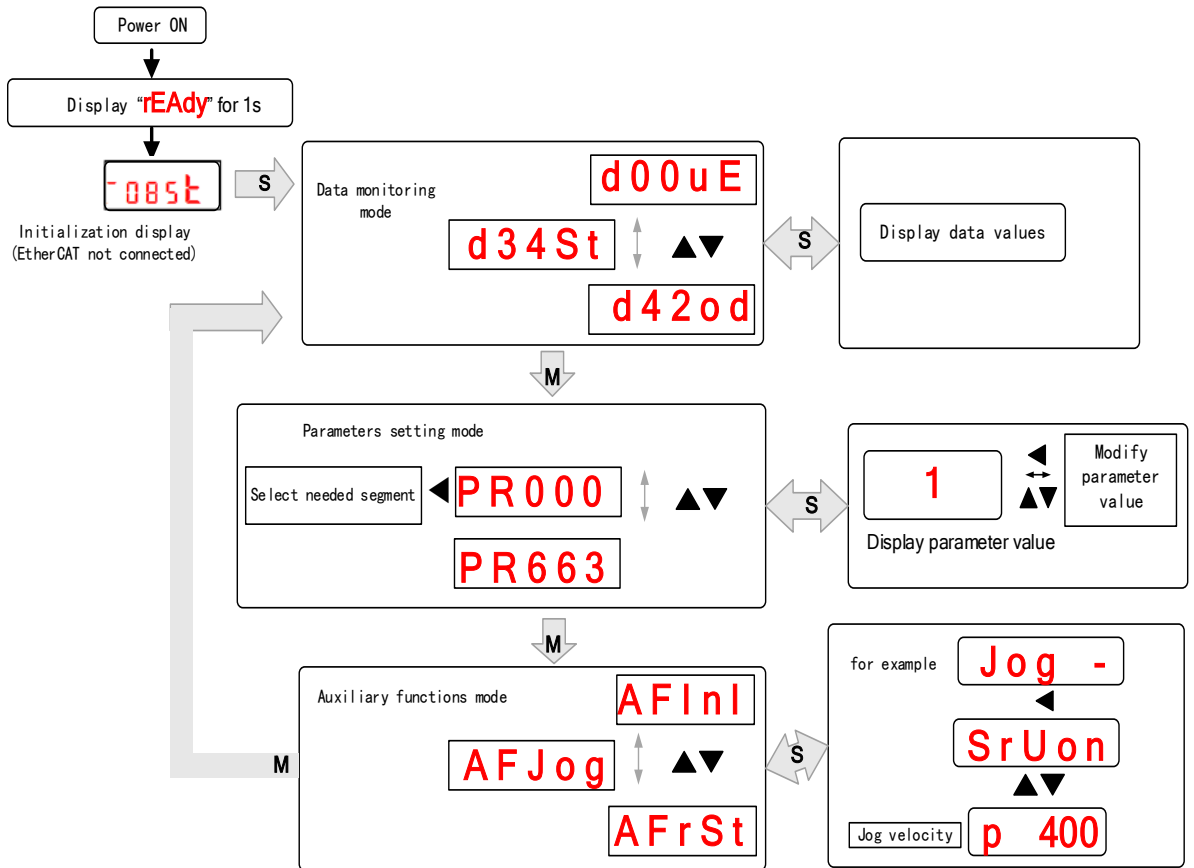 Power ON
Display “rEAdy” for 1s
085t
S
Initialization display
(EtherCAT not connected)
Data monitoring
mode
d00uE
d34St
▲▼
d42od
S
Display data values
M
Parameters setting mode
Select needed segment
◀
PR000
▲▼
PR663
S
1
◀
▲▼
Modify
parameter
value
Display parameter value
M
Auxiliary functions mode
AFInI
AFJog
▲▼
AFrSt
M
S
for example
Jog -
◀
SrUon
▲▼
Jog velocity
p 400